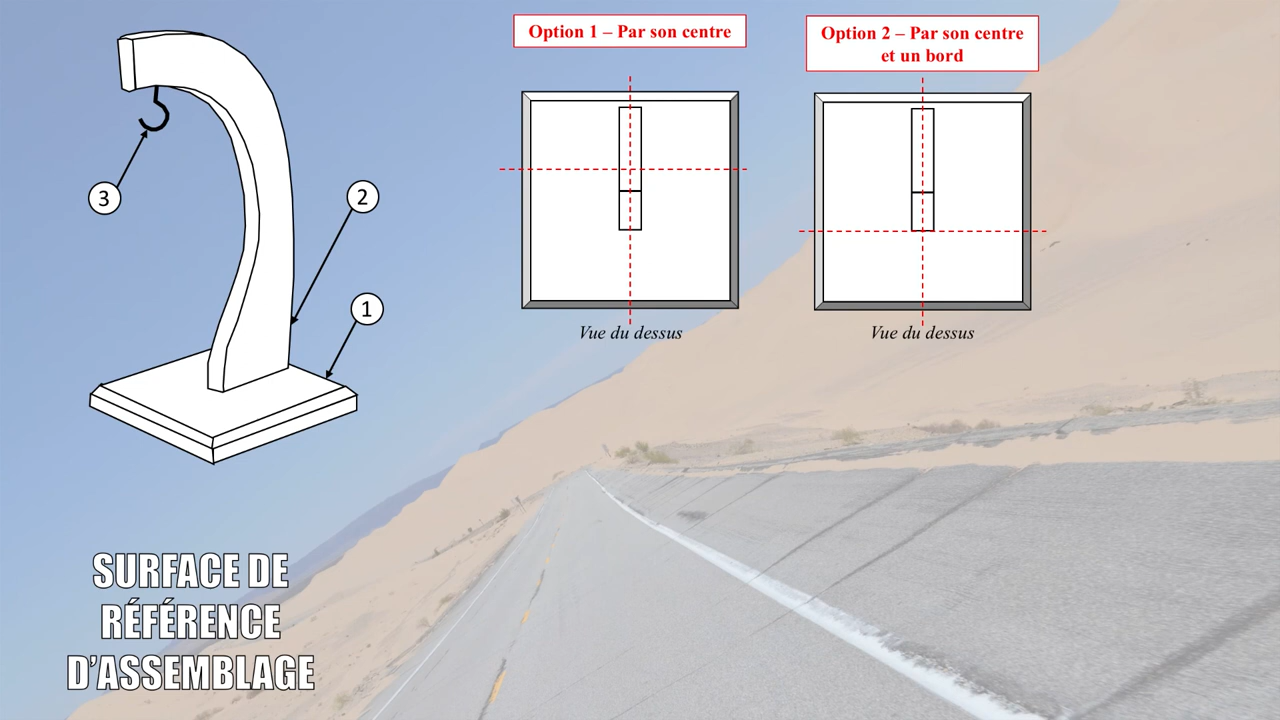 Option 1 – Par son centre
Option 2 – Par son centre
et un bord
3
2
1
Vue du dessus
Vue du dessus
SURFACE DE
RÉFÉRENCE
D’ASSEMBLAGE